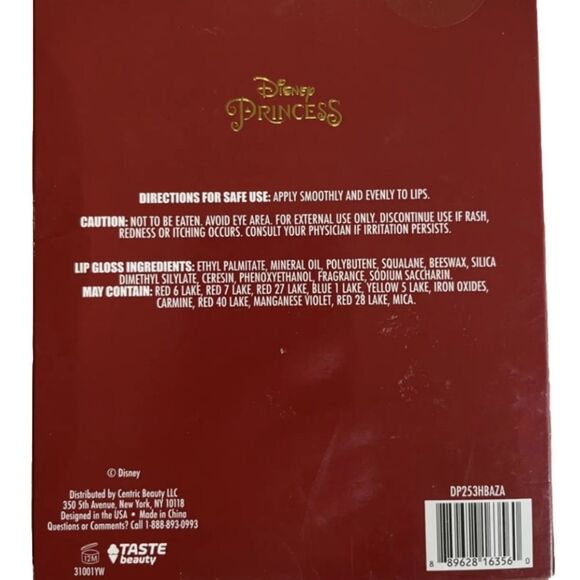 Disney
PRINCESS
DIRECTIONS FOR SAFE USE: APPLY SMOOTHLY AND EVENLY TO LIPS.
CAUTION: NOT TO BE EATEN. AVOID EYE AREA. FOR EXTERNAL USE ONLY. DISCONTINUE USE IF RASH,
REDNESS OR ITCHING OCCURS. CONSULT YOUR PHYSICIAN IF IRRITATION PERSISTS.
LIP GLOSS INGREDIENTS: ETHYL PALMITATE, MINERAL OIL, POLYBUTENE, SQUALANE, BEESWAX, SILICA
DIMETHYL SILYLATE, CERESIN, PHENOXYETHANOL, FRAGRANCE, SODIUM SACCHARIN.
MAY CONTAIN: RED 6 LAKE, RED 7 LAKE, RED 27 LAKE, BLUE 1 LAKE, YELLOW 5 LAKE, IRON OXIDES,
CARMINE, RED 40 LAKE, MANGANESE VIOLET, RED 28 LAKE, MICA.
© Disney
Distributed by Centric Beauty LLC
350 5th Avenue, New York, NY 10118
Designed in the USA • Made in China
Questions or Comments? Call 1-888-893-0993
12M
TASTE
beauty
31001YW
DP253HBAZA
8 89628 16356 0